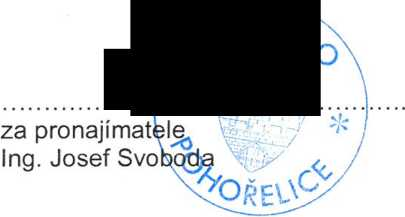 za pronajímatele
Ing. Josef Svoboda
POHOŘELICE